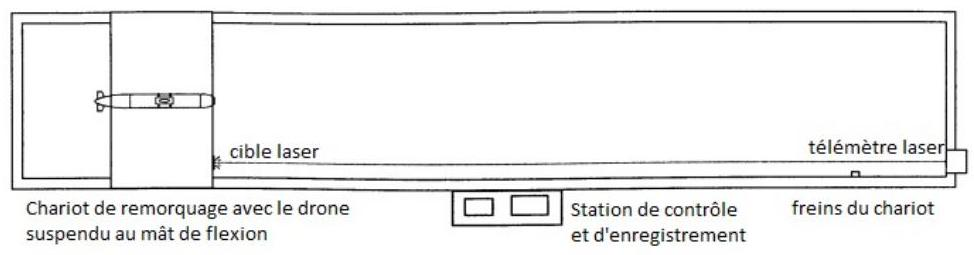 cible laser
télémètre laser
Chariot de remorquage avec le drone
suspendu au mât de flexion
Station de contrôle
et d'enregistrement
freins du chariot